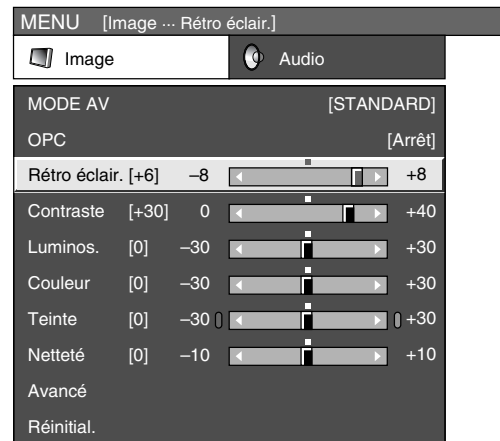 MENU [Image ··· Rétro éclair.]
Image Audio
MODE AV [STANDARD]
OPC [Arrêt]
Rétro éclair. [+6] –8 +8
Contraste [+30] 0 +40
Luminos. [0] –30 +30
Couleur [0] –30 +30
Teinte [0] –30 +30
Netteté [0] –10 +10
Avancé
Réinitial.